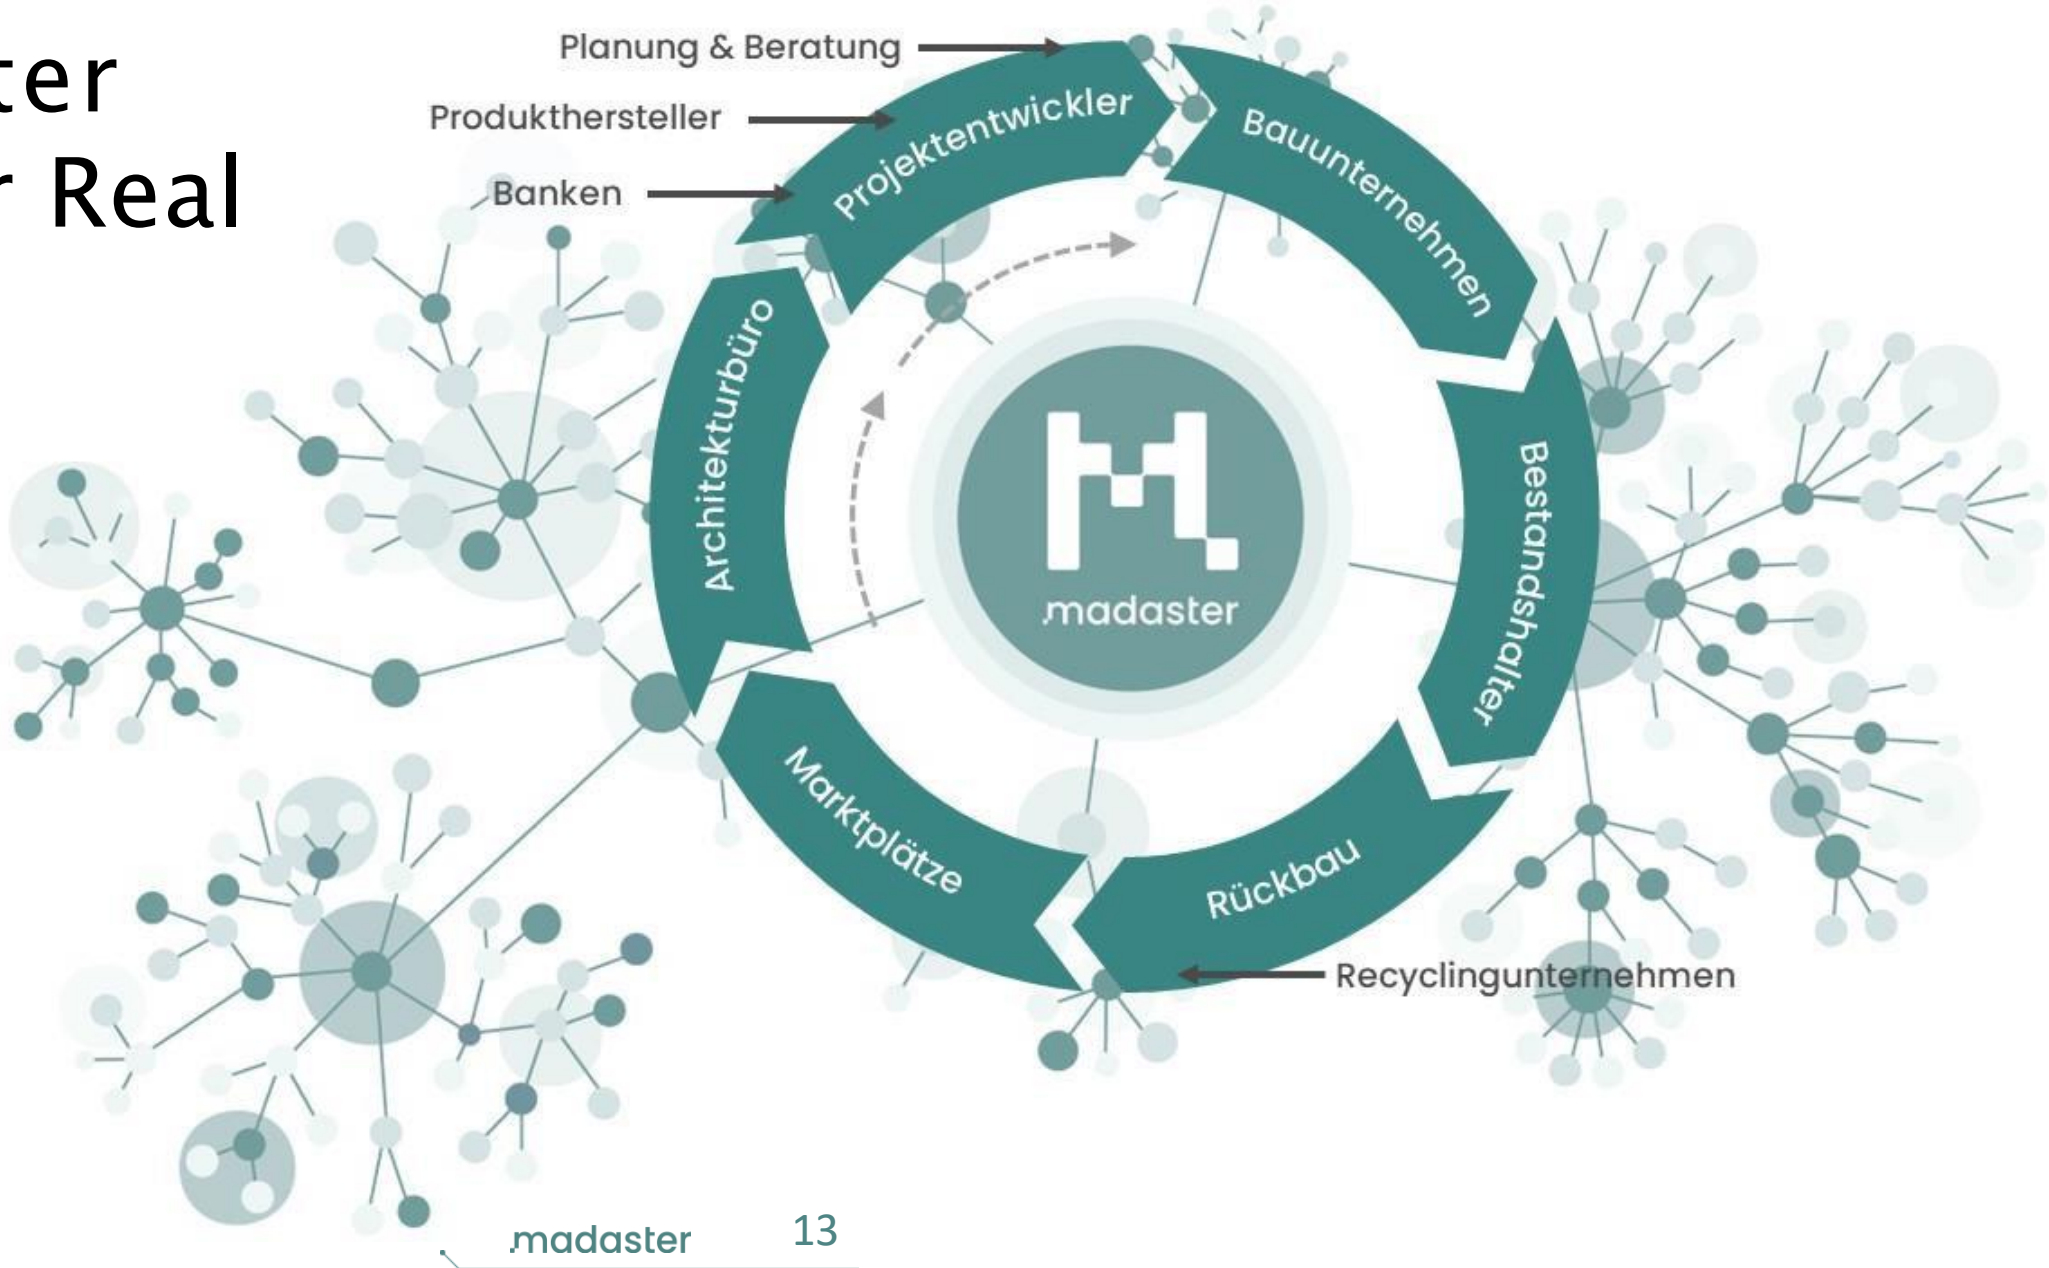 ter
r Real
Planung & Beratung
Produkthersteller
Banken
Projektentwickler
Bauunternehmen
Architekturbüro
Bestandshalter
.madaster
Marktplätze
Rückbau
Recyclingunternehmen
.madaster
13